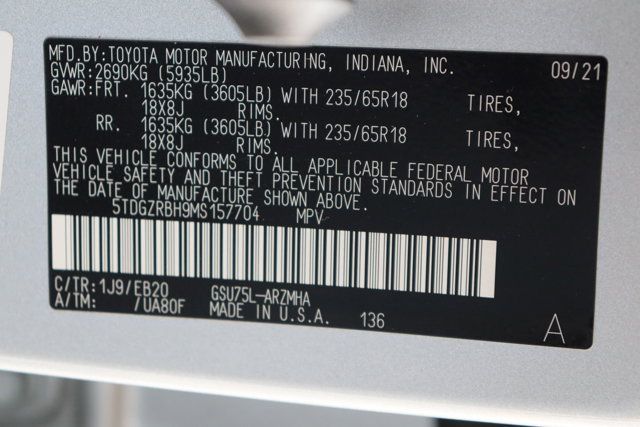 MFD.BY:TOYOTA MOTOR MANUFACTURING, INDIANA, INC. 09/21
GVWR:2690KG (5935LB)
GAWR:FRT. 1635KG (3605LB) WITH 235/65R18 TIRES,
18X8J RIMS.
RR. 1635KG (3605LB) WITH 235/65R18 TIRES,
18X8J RIMS.
THIS VEHICLE CONFORMS TO ALL APPLICABLE FEDERAL MOTOR
VEHICLE SAFETY AND THEFT PREVENTION STANDARDS IN EFFECT ON
THE DATE OF MANUFACTURE SHOWN ABOVE.
5TDGZRBH9MS157704 MPV
C/TR:1J9/EB20 GSU75L-ARZMHA
A/TM: /UA80F MADE IN U.S.A. 136 A